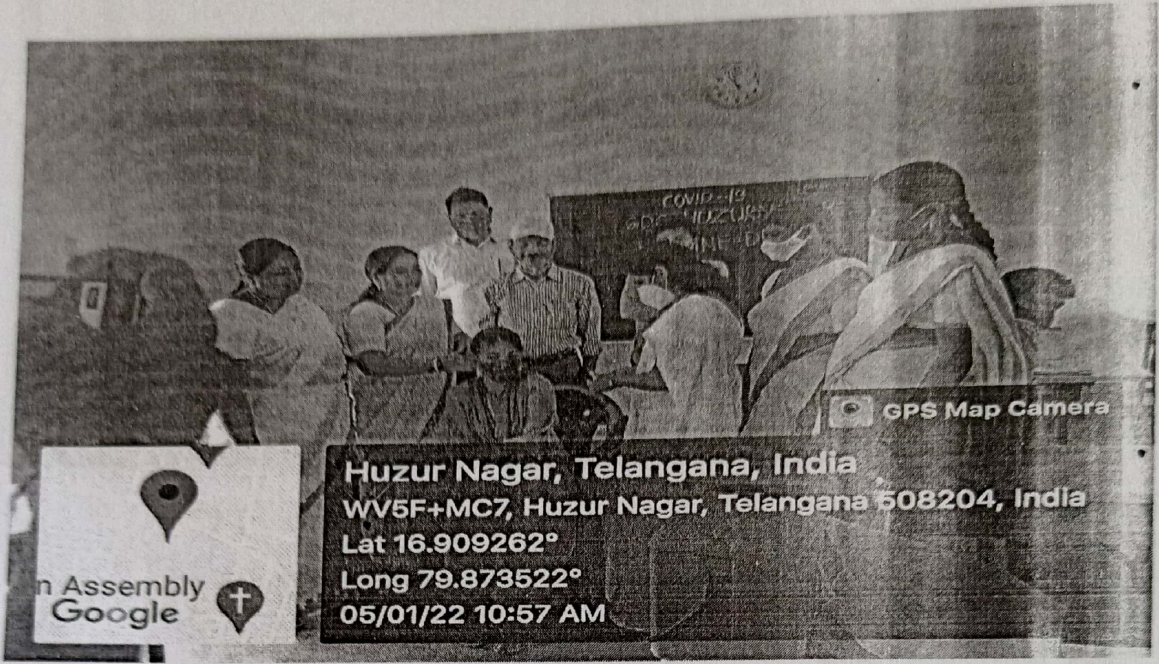 COVID-19
GPS Map Camera
Huzur Nagar, Telangana, India
WV5F+MC7, Huzur Nagar, Telangana 508204, India
Lat 16.909262°
Long 79.873522°
05/01/22 10:57 AM
n Assembly
Google